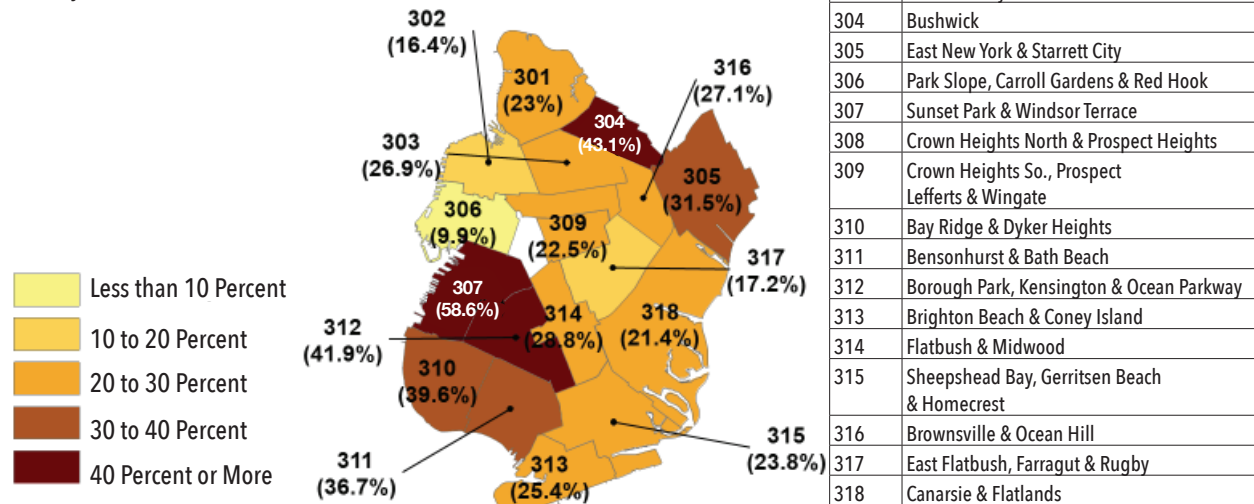 302
(16.4%)
301
(23%)
316
(27.1%)
304
(43.1%)
303
(26.9%)
305
(31.5%)
306
(9.9%)
309
(22.5%)
317
(17.2%)
307
(58.6%)
314
(28.8%)
318
(21.4%)
312
(41.9%)
310
(39.6%)
315
(23.8%)
311
(36.7%)
313
(25.4%)
Less than 10 Percent
10 to 20 Percent
20 to 30 Percent
30 to 40 Percent
40 Percent or More
304 Bushwick
305 East New York & Starrett City
306 Park Slope, Carroll Gardens & Red Hook
307 Sunset Park & Windsor Terrace
308 Crown Heights North & Prospect Heights
309 Crown Heights So., Prospect
Lefferts & Wingate
310 Bay Ridge & Dyker Heights
311 Bensonhurst & Bath Beach
312 Borough Park, Kensington & Ocean Parkway
313 Brighton Beach & Coney Island
314 Flatbush & Midwood
315 Sheepshead Bay, Gerritsen Beach
& Homecrest
316 Brownsville & Ocean Hill
317 East Flatbush, Farragut & Rugby
318 Canarsie & Flatlands